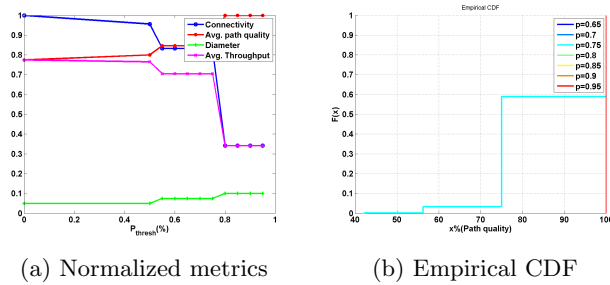 Connectivity
Avg. path quality
Diameter
Avg. Throughput
1
0.9
0.8
0.7
0.6
0.5
0.4
0.3
0.2
0.1
0
0 0.2 0.4 0.6 0.8 1
P_thresh(%)
(a) Normalized metrics
Empirical CDF
p=0.65
p=0.7
p=0.75
p=0.8
p=0.85
p=0.9
p=0.95
F(x)
1
0.9
0.8
0.7
0.6
0.5
0.4
0.3
0.2
0.1
0
40 50 60 70 80 90 100
x%(Path quality)
(b) Empirical CDF